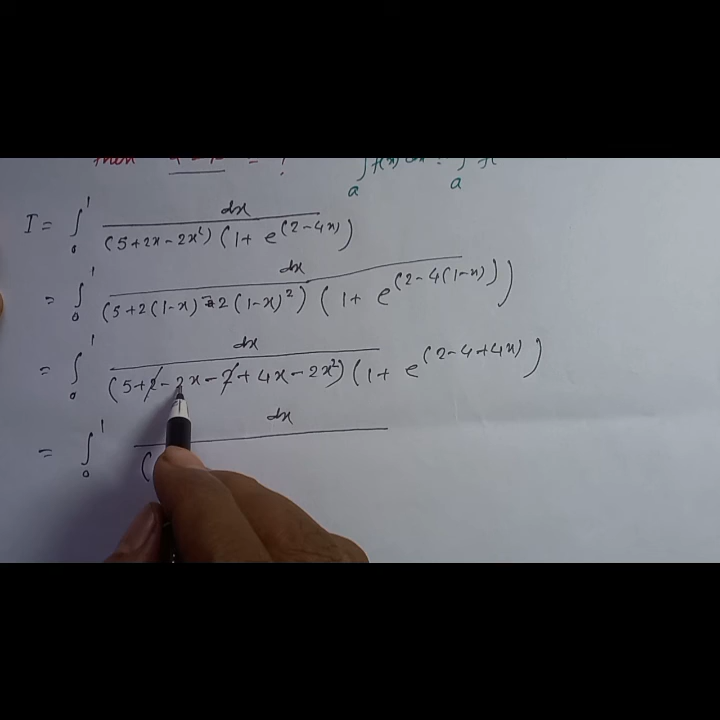 then = ?
a a
I = ∫₀¹ dx / (5+2x−2x²)(1+e^(2−4x))
= ∫₀¹ dx / (5+2(1−x)−2(1−x)²)(1+e^(2−4(1−x)))
= ∫₀¹ dx / (5+2−2x−2+4x−2x²)(1+e^(2−4+4x))
= ∫₀¹ dx / (